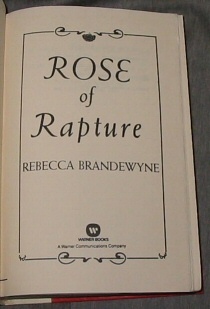 ROSE
of
Rapture
REBECCA BRANDEWYNE
WARNER BOOKS
A Warner Communications Company